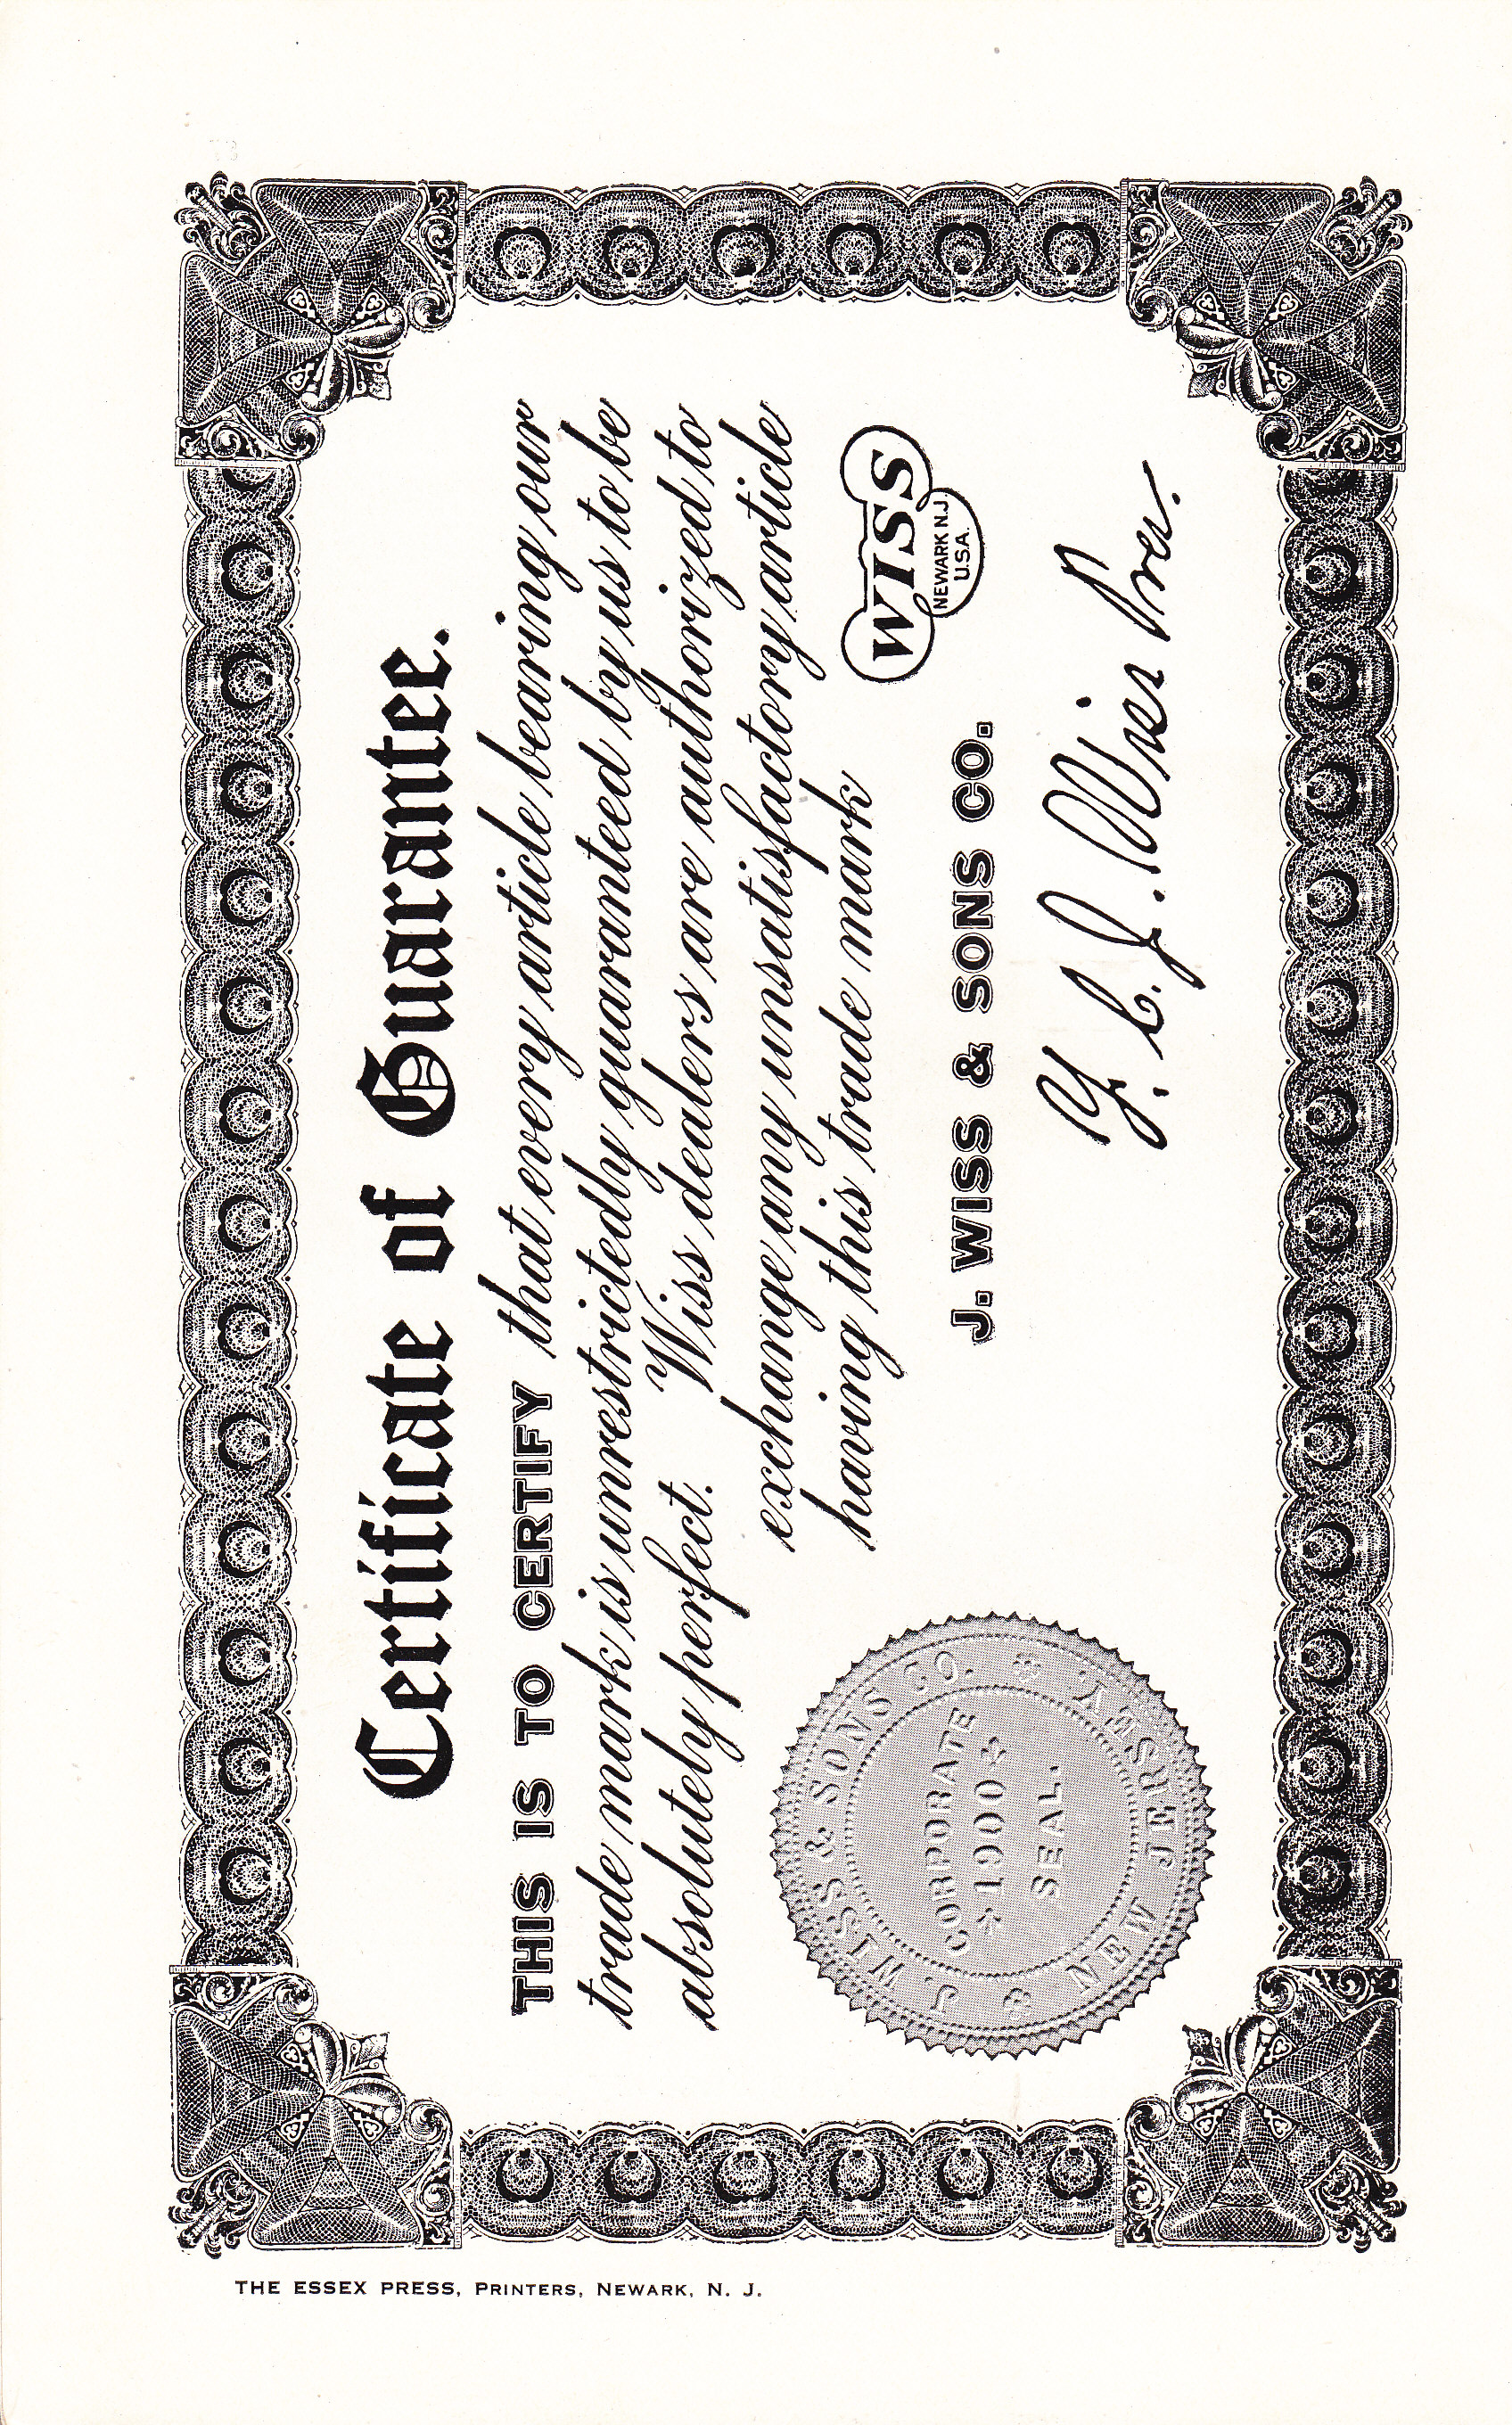 Certificate of Guarantee.
THIS IS TO CERTIFY that every article bearing our
trade mark is unrestrictedly guaranteed by us to be
absolutely perfect. Wiss dealers are authorized to
exchange any unsatisfactory article
having this trade mark
WISS
NEWARK N.J.
U.S.A.
J. WISS & SONS CO.
F. C. J. Wiss Pres.
J. WISS & SONS CO.
NEW JERSEY
CORPORATE
1900
SEAL.
THE ESSEX PRESS, PRINTERS, NEWARK, N. J.